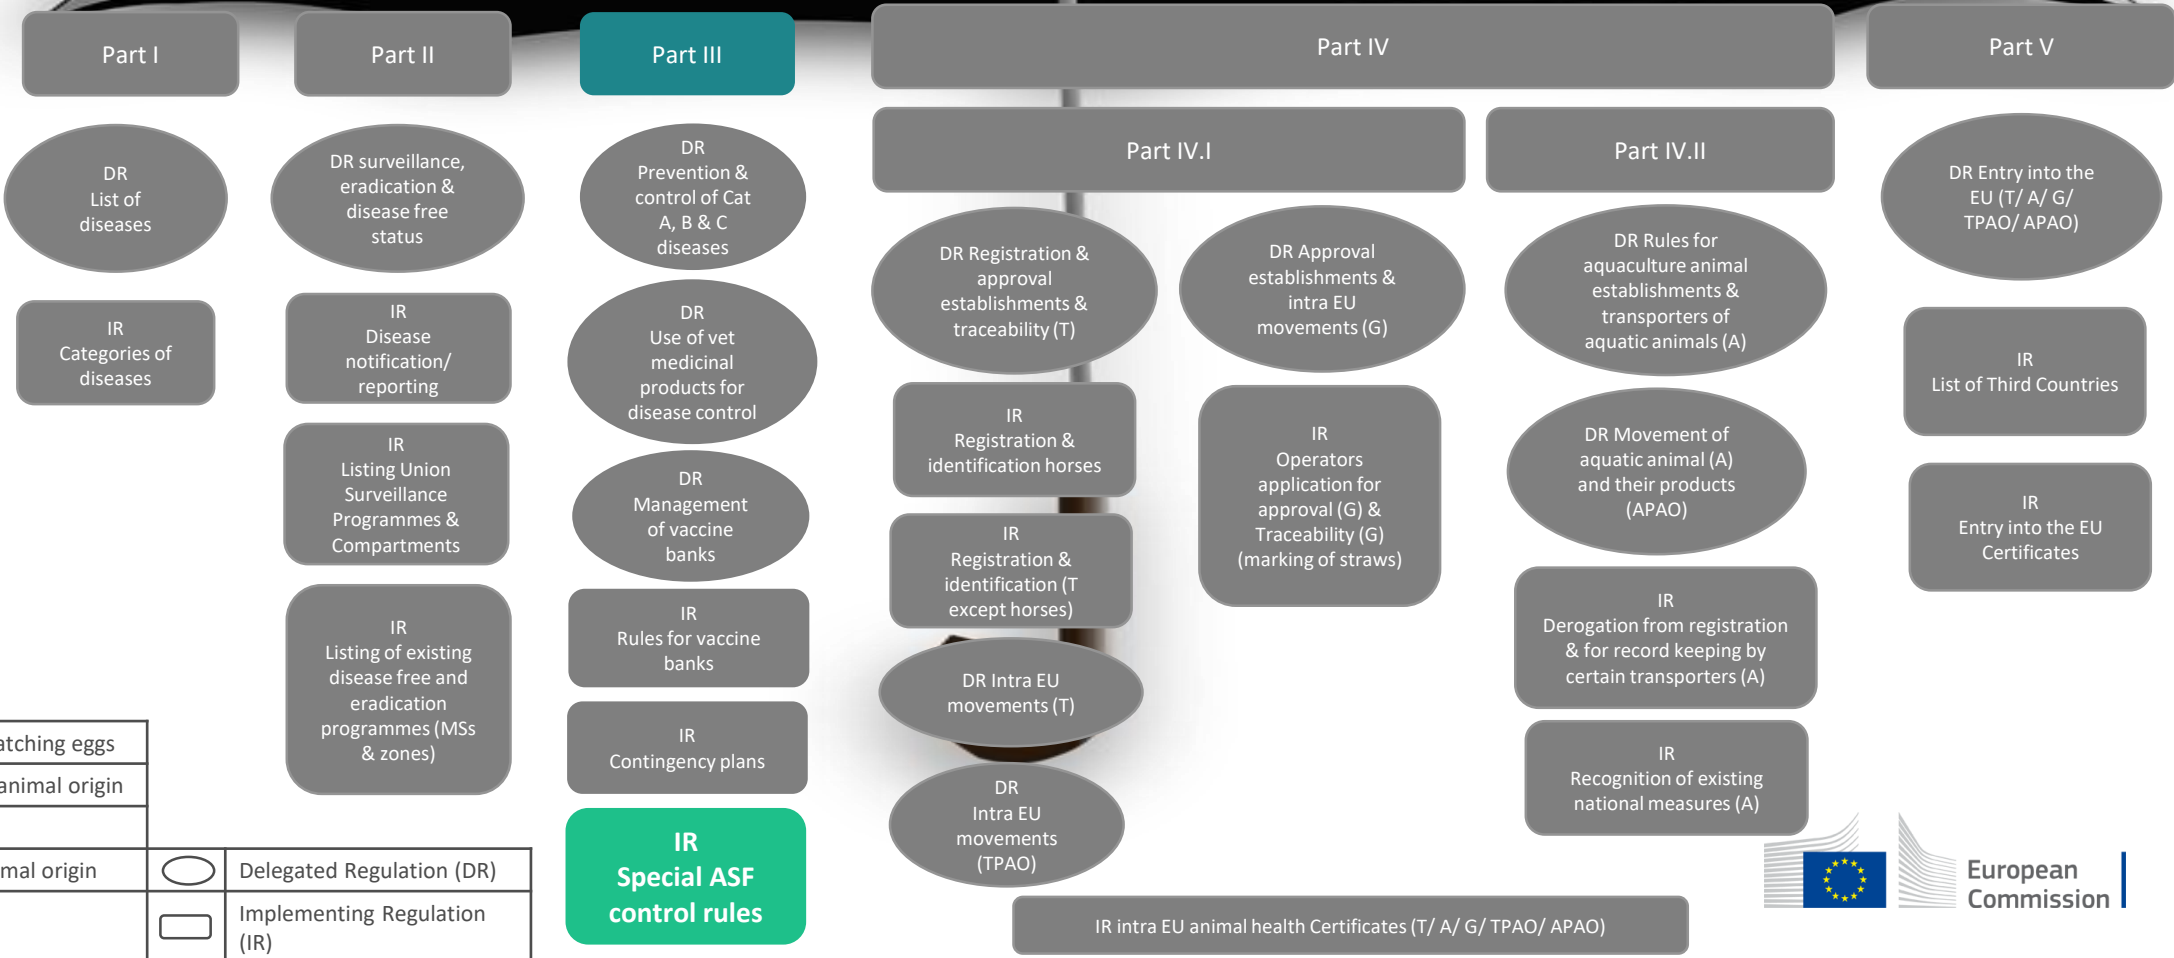 Part I
Part II
Part III
Part IV
Part V
Part IV.I
Part IV.II
DR
List of
diseases
IR
Categories of
diseases
DR surveillance,
eradication &
disease free
status
IR
Disease
notification/
reporting
IR
Listing Union
Surveillance
Programmes &
Compartments
IR
Listing of existing
disease free and
eradication
programmes (MSs
& zones)
DR
Prevention &
control of Cat
A, B & C
diseases
DR
Use of vet
medicinal
products for
disease control
DR
Management
of vaccine
banks
IR
Rules for vaccine
banks
IR
Contingency plans
IR
Special ASF
control rules
DR Registration &
approval
establishments &
traceability (T)
IR
Registration &
identification horses
IR
Registration &
identification (T
except horses)
DR Intra EU
movements (T)
DR
Intra EU
movements
(TPAO)
DR Approval
establishments &
intra EU
movements (G)
IR
Operators
application for
approval (G) &
Traceability (G)
(marking of straws)
DR Rules for
aquaculture animal
establishments &
transporters of
aquatic animals (A)
DR Movement of
aquatic animal (A)
and their products
(APAO)
IR
Derogation from registration
& for record keeping by
certain transporters (A)
IR
Recognition of existing
national measures (A)
DR Entry into the
EU (T/ A/ G/
TPAO/ APAO)
IR
List of Third Countries
IR
Entry into the EU
Certificates
IR intra EU animal health Certificates (T/ A/ G/ TPAO/ APAO)
atching eggs
animal origin
mal origin
Delegated Regulation (DR)
Implementing Regulation
(IR)
European
Commission